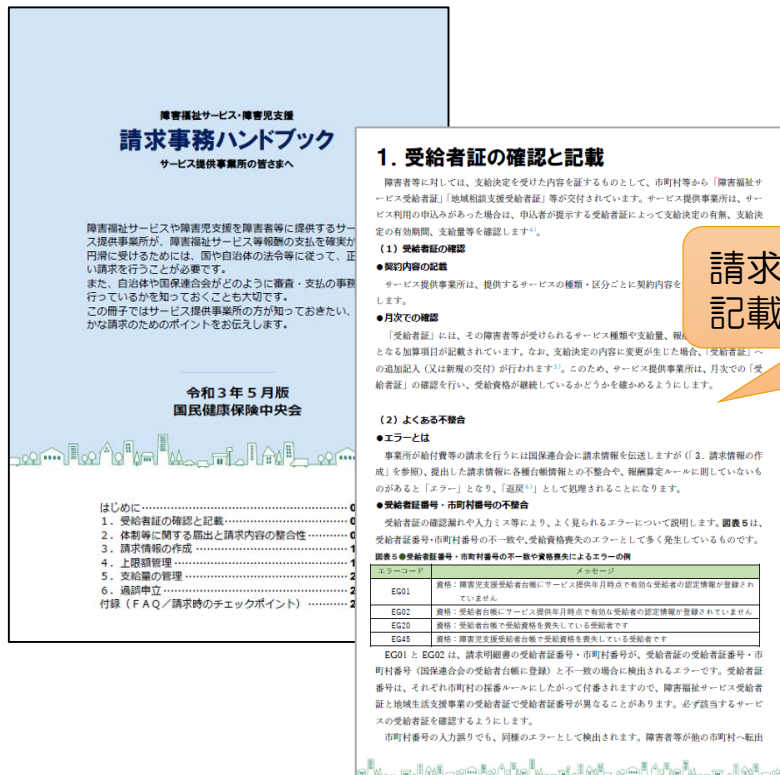 障害福祉サービス・障害児支援
請求事務ハンドブック
サービス提供事業所の皆さまへ
障害福祉サービスや障害児支援を障害者等に提供するサー
ス提供事業所が、障害福祉サービス等報酬の支払を確実か
円滑に受けるためには、国や自治体の法令等に従って、正
い請求を行うことが必要です。
また、自治体や国保連合会がどのように審査・支払の事務
行っているかを知っておくことも大切です。
この冊子ではサービス提供事業所の方が知っておきたい、
かな請求のためのポイントをお伝えします。
令和3年5月版
国民健康保険中央会
はじめに…………………………………………… 0
1．受給者証の確認と記載……………………… 0
2．体制等に関する届出と請求内容の整合性…… 0
3．請求情報の作成 …………………………… 1
4．上限額管理…………………………………… 1
5．支給量の管理………………………………… 2
6．過誤申立……………………………………… 2
付録（FAQ／請求時のチェックポイント） ………… 2
1. 受給者証の確認と記載
障害者等に対しては、支給決定を受けた内容を証するものとして、市町村等から「障害福祉サ
ービス受給者証」「地域相談支援受給者証」等が交付されています。サービス提供事業所は、サー
ビス利用の申込みがあった場合は、申込者が提示する受給者証によって支給決定の有無、支給決
定の有効期間、支給量等を確認します4)。
（1）受給者証の確認
●契約内容の記載
サービス提供事業所は、提供するサービスの種類・区分ごとに契約内容を
します。
●月次での確認
「受給者証」には、その障害者等が受けられるサービス種類や支給量、報
となる加算項目が記載されています。なお、支給決定の内容に変更が生じた場合、「受給者証」へ
の追加記入（又は新規の交付）が行われます5)。このため、サービス提供事業所は、月次での「受
給者証」の確認を行い、受給資格が継続しているかどうかを確かめるようにします。
（2）よくある不整合
●エラーとは
事業所が給付費等の請求を行うには国保連合会に請求情報を伝送しますが（「3．請求情報の作
成」を参照）、提出した請求情報に各種台帳情報との不整合や、報酬算定ルールに則していないも
のがあると「エラー」となり、「返戻6)」として処理されることになります。
●受給者証番号・市町村番号の不整合
受給者証の確認漏れや入力ミス等により、よく見られるエラーについて説明します。図表5は、
受給者証番号・市町村番号の不一致や、受給資格喪失のエラーとして多く発生しているものです。
図表5●受給者証番号・市町村番号の不一致や資格喪失によるエラーの例
エラーコード メッセージ
EG01 資格：障害児支援受給者台帳にサービス提供年月時点で有効な受給者の認定情報が登録され
ていません
EG02 資格：受給者台帳にサービス提供年月時点で有効な受給者の認定情報が登録されていません
EG20 資格：受給者台帳で受給資格を喪失している受給者です
EG45 資格：障害児支援受給者台帳で受給資格を喪失している受給者です
EG01 と EG02 は、請求明細書の受給者証番号・市町村番号が、受給者証の受給者証番号・市
町村番号（国保連合会の受給者台帳に登録）と不一致の場合に検出されるエラーです。受給者証
番号は、それぞれ市町村の採番ルールにしたがって付番されますので、障害福祉サービス受給者
証と地域生活支援事業の受給者証で受給者証番号が異なることがあります。必ず該当するサービ
スの受給者証を確認するようにします。
市町村番号の入力誤りでも、同様のエラーとして検出されます。障害者等が他の市町村へ転出
請求
記載